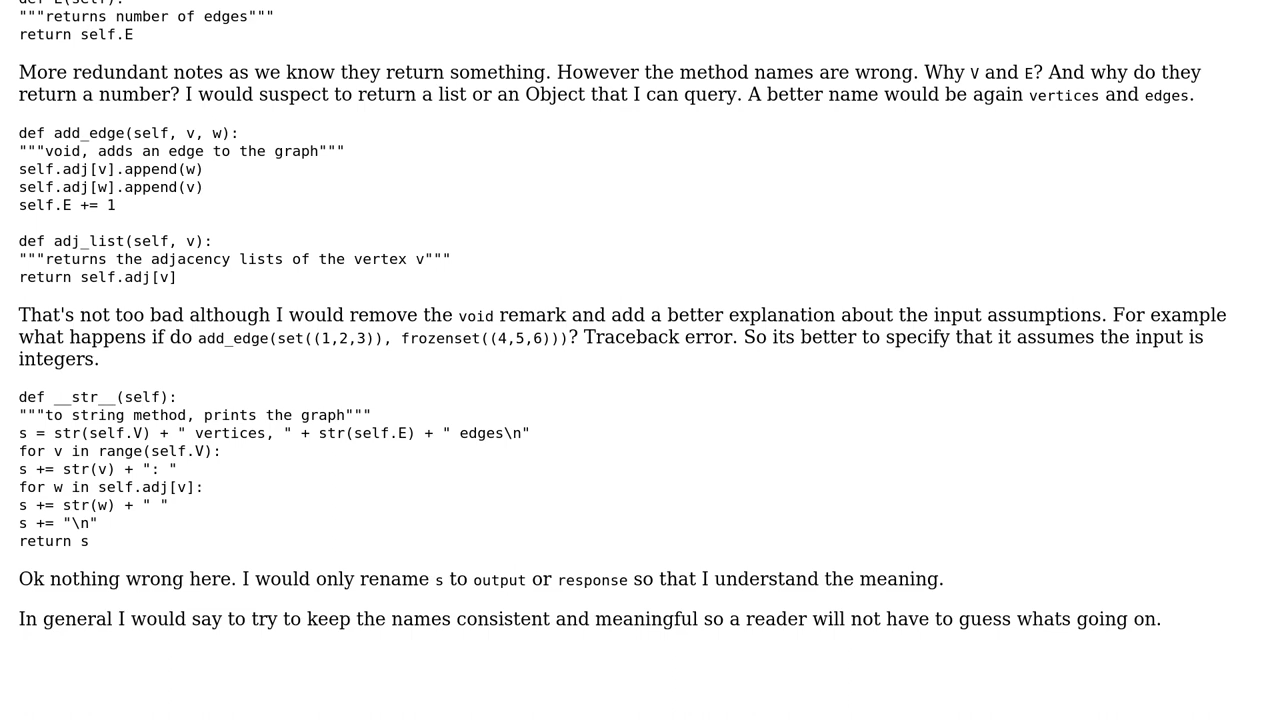 def E(self):
"""returns number of edges"""
return self.E
More redundant notes as we know they return something. However the method names are wrong. Why V and E? And why do they
return a number? I would suspect to return a list or an Object that I can query. A better name would be again vertices and edges.
def add_edge(self, v, w):
"""void, adds an edge to the graph"""
self.adj[v].append(w)
self.adj[w].append(v)
self.E += 1
def adj_list(self, v):
"""returns the adjacency lists of the vertex v"""
return self.adj[v]
That's not too bad although I would remove the void remark and add a better explanation about the input assumptions. For example
what happens if do add_edge(set((1,2,3)), frozenset((4,5,6)))? Traceback error. So its better to specify that it assumes the input is
integers.
def __str__(self):
"""to string method, prints the graph"""
s = str(self.V) + " vertices, " + str(self.E) + " edges\n"
for v in range(self.V):
s += str(v) + ": "
for w in self.adj[v]:
s += str(w) + " "
s += "\n"
return s
Ok nothing wrong here. I would only rename s to output or response so that I understand the meaning.
In general I would say to try to keep the names consistent and meaningful so a reader will not have to guess whats going on.